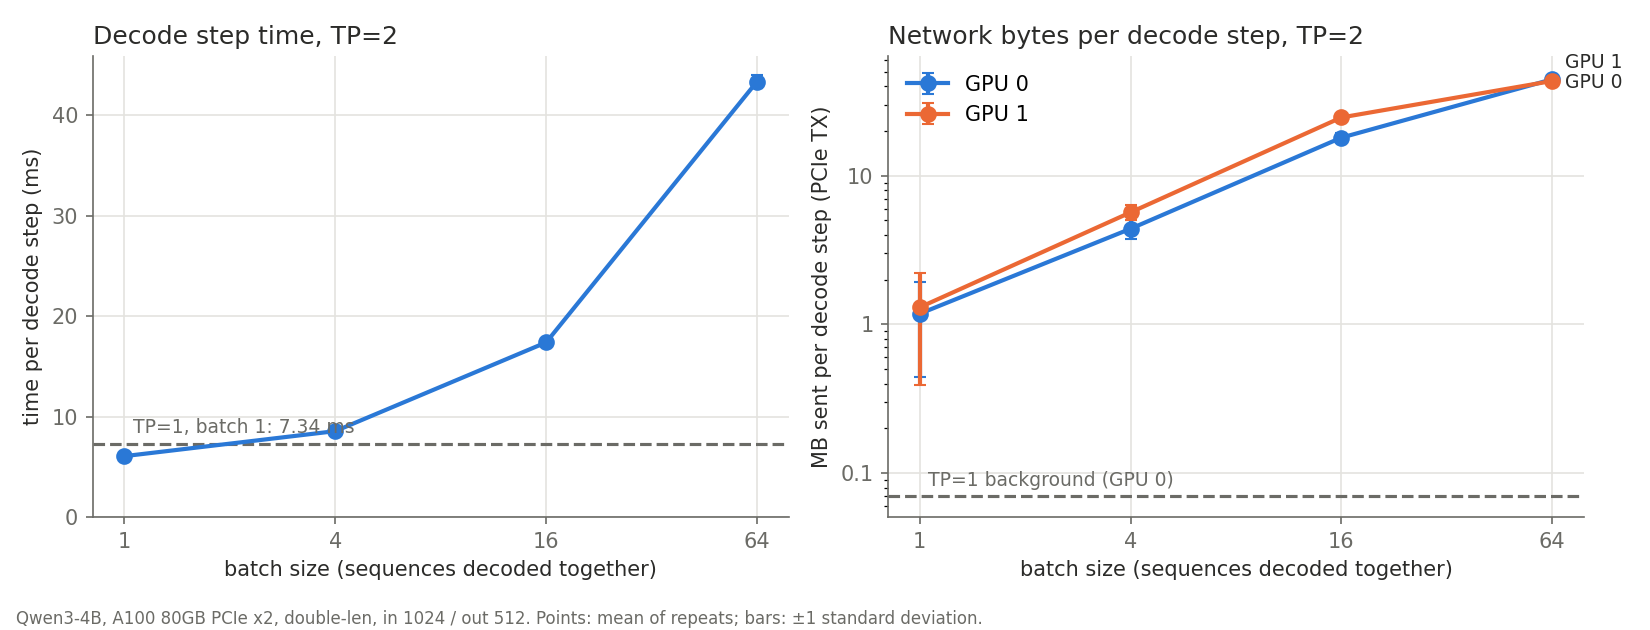 Decode step time, TP=2
time per decode step (ms)
40
30
20
10
0
TP=1, batch 1: 7.34 ms
1
4
16
64
batch size (sequences decoded together)
Network bytes per decode step, TP=2
MB sent per decode step (PCIe TX)
GPU 0
GPU 1
GPU 1
GPU 0
10
1
0.1
TP=1 background (GPU 0)
1
4
16
64
batch size (sequences decoded together)
Qwen3-4B, A100 80GB PCIe x2, double-len, in 1024 / out 512. Points: mean of repeats; bars: ±1 standard deviation.